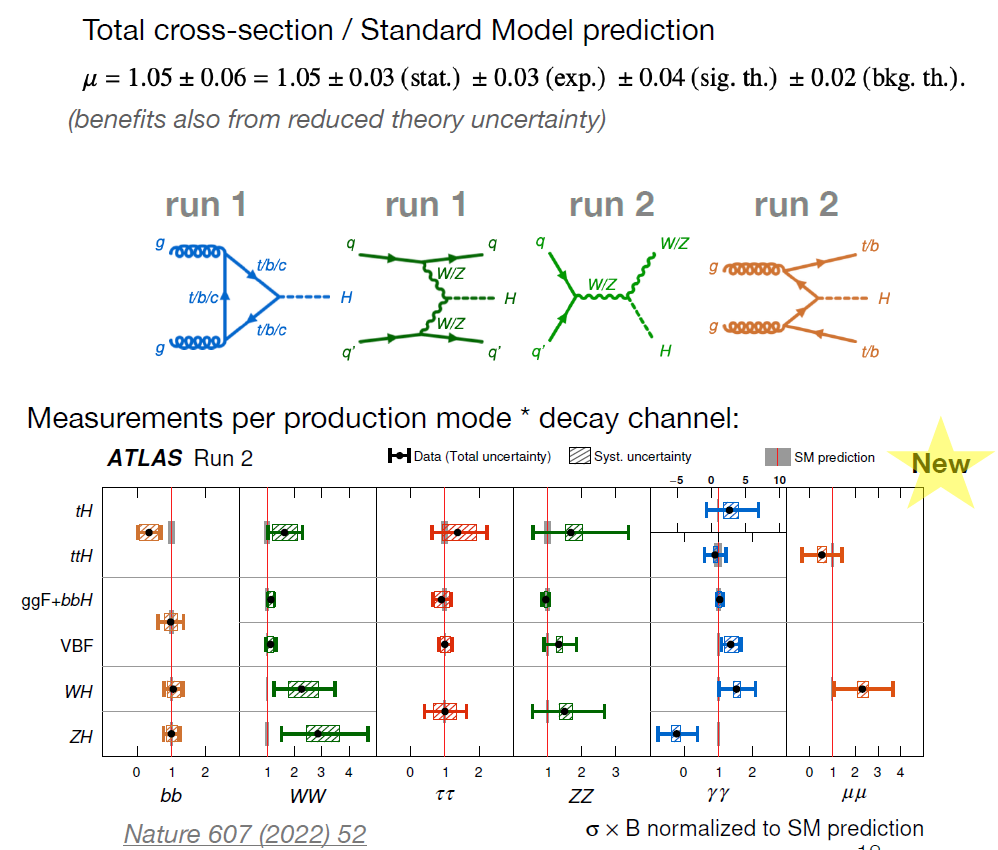 Total cross-section / Standard Model prediction
μ = 1.05 ± 0.06 = 1.05 ± 0.03 (stat.) ± 0.03 (exp.) ± 0.04 (sig. th.) ± 0.02 (bkg. th.).
(benefits also from reduced theory uncertainty)
run 1 run 1 run 2 run 2
g t/b/c t/b/c t/b/c g H
q q W/Z H W/Z q' q'
q W/Z W/Z q' H
g t/b H g t/b
Measurements per production mode * decay channel:
ATLAS Run 2 Data (Total uncertainty) Syst. uncertainty SM prediction New
−5 0 5 10
tH
ttH
ggF+bbH
VBF
WH
ZH
0 1 2 1 2 3 4 0 1 2 1 2 3 0 1 2 0 1 2 3 4
bb WW ττ ZZ γγ μμ
Nature 607 (2022) 52 σ × B normalized to SM prediction